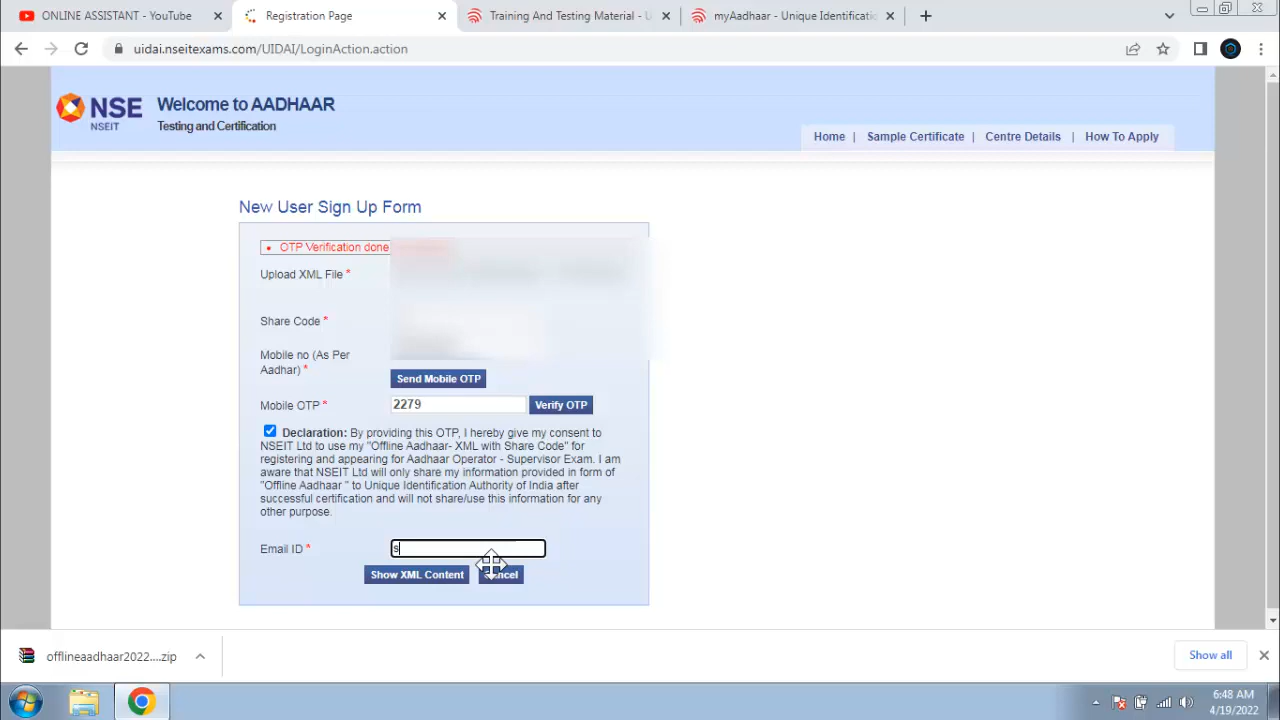 ONLINE ASSISTANT - YouTube
Registration Page
Training And Testing Material - U
myAadhaar - Unique Identificatio
uidai.nseitexams.com/UIDAI/LoginAction.action
NSE
NSEIT
Welcome to AADHAAR
Testing and Certification
Home | Sample Certificate | Centre Details | How To Apply
New User Sign Up Form
OTP Verification done
Upload XML File *
Share Code *
Mobile no (As Per
Aadhar) *
Send Mobile OTP
Mobile OTP * 2279 Verify OTP
Declaration: By providing this OTP, I hereby give my consent to
NSEIT Ltd to use my "Offline Aadhaar- XML with Share Code" for
registering and appearing for Aadhaar Operator - Supervisor Exam. I am
aware that NSEIT Ltd will only share my information provided in form of
"Offline Aadhaar " to Unique Identification Authority of India after
successful certification and will not share/use this information for any
other purpose.
Email ID * s
Show XML Content Cancel
offlineaadhaar2022....zip
Show all
6:48 AM
4/19/2022